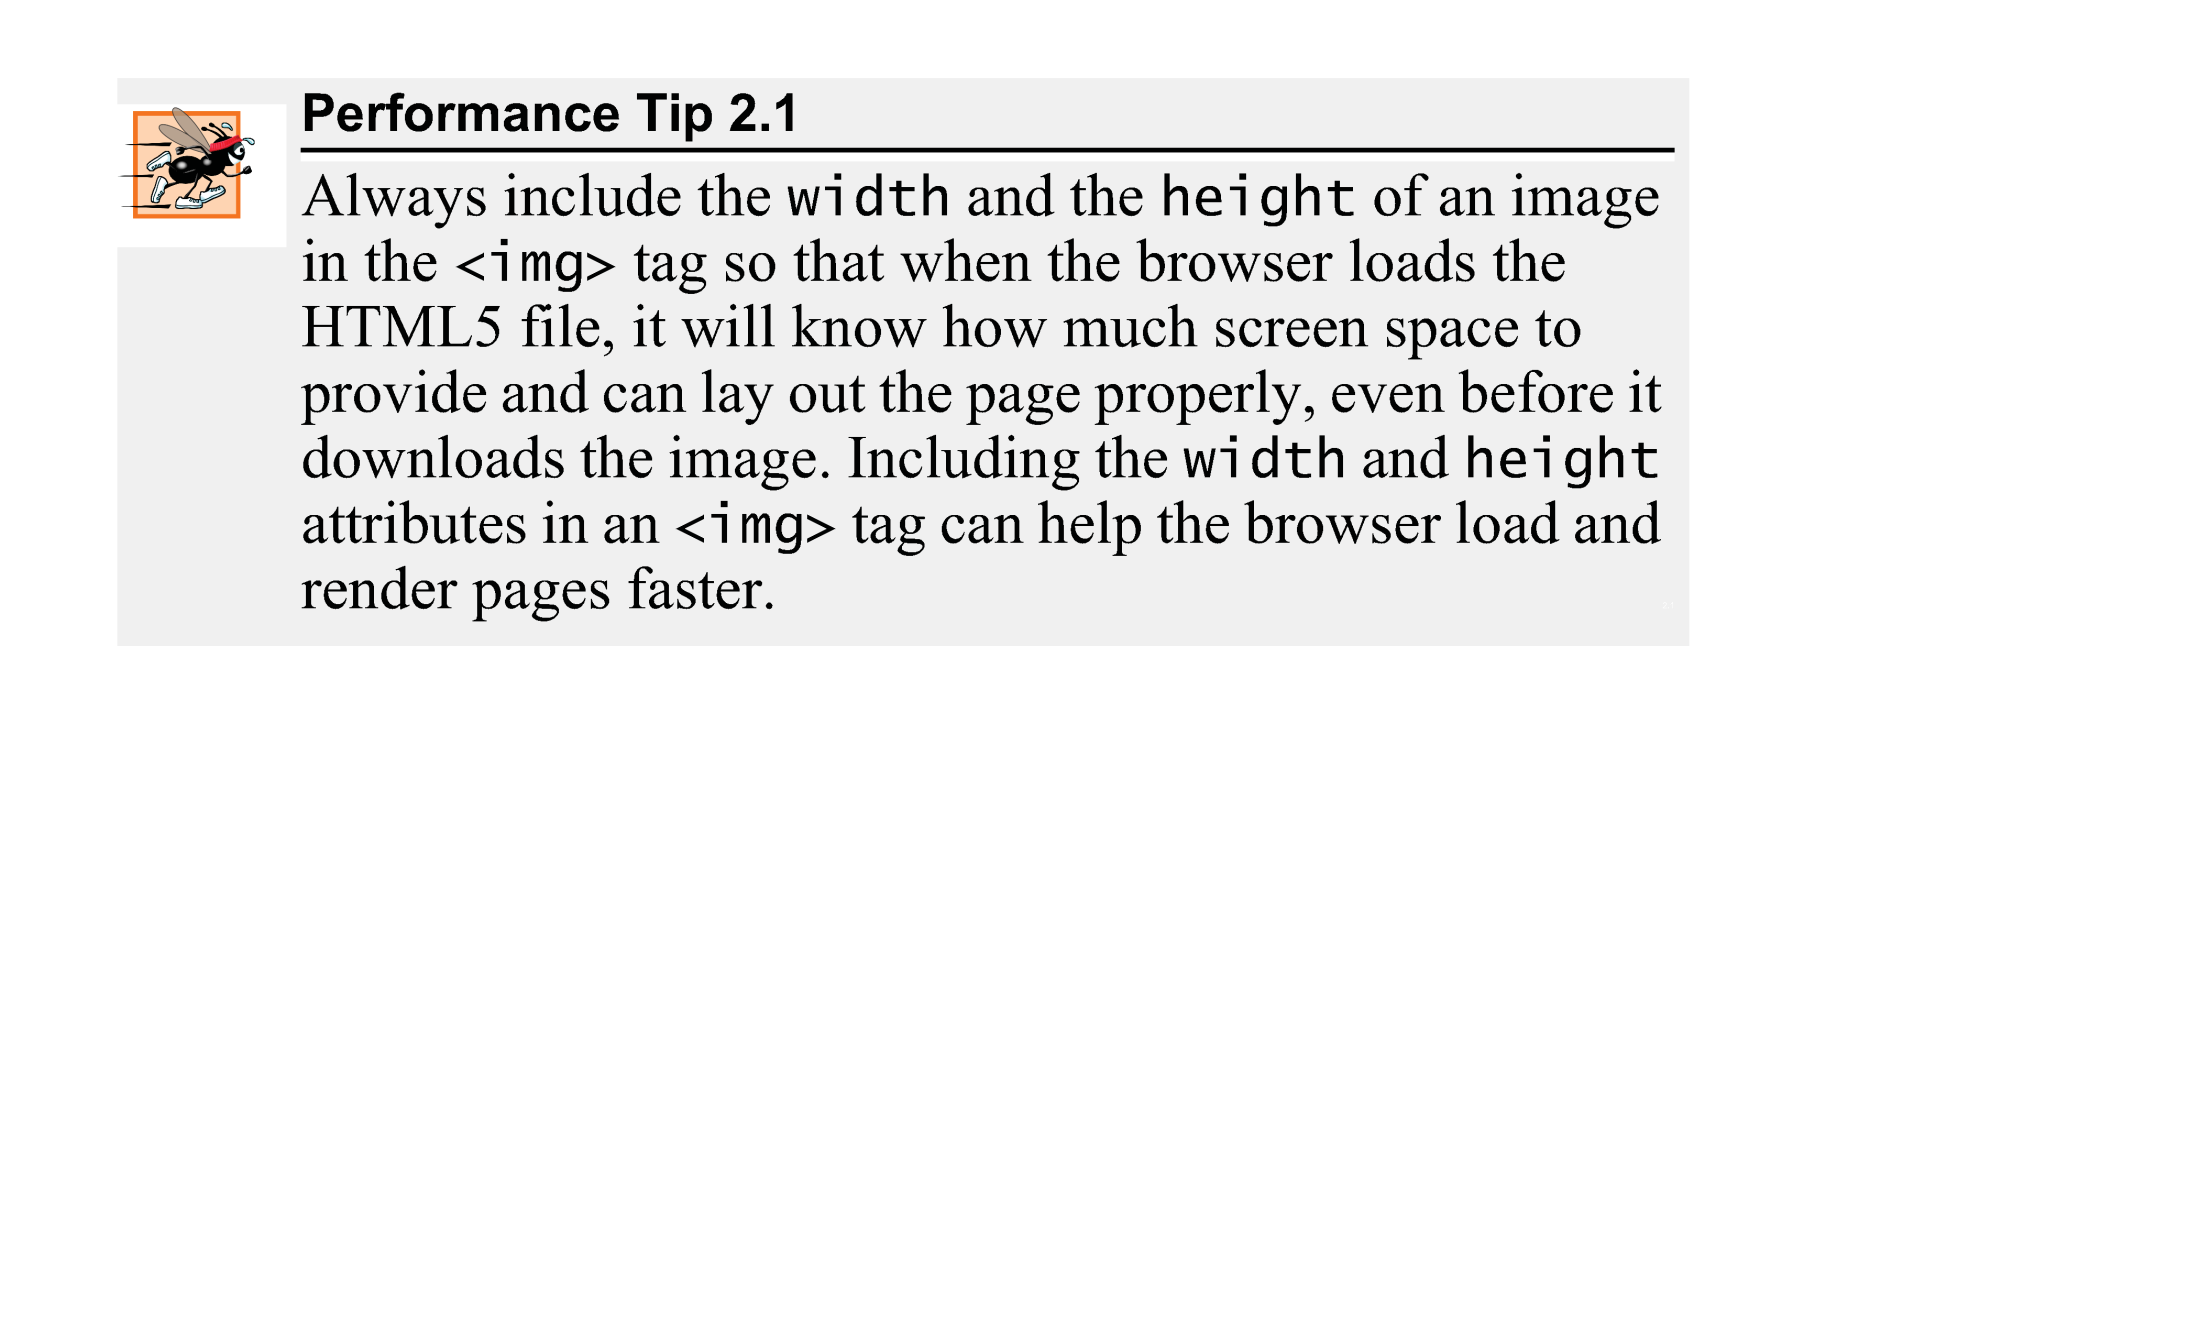 Performance Tip 2.1
Always include the width and the height of an image
in the <img> tag so that when the browser loads the
HTML5 file, it will know how much screen space to
provide and can lay out the page properly, even before it
downloads the image. Including the width and height
attributes in an <img> tag can help the browser load and
render pages faster.